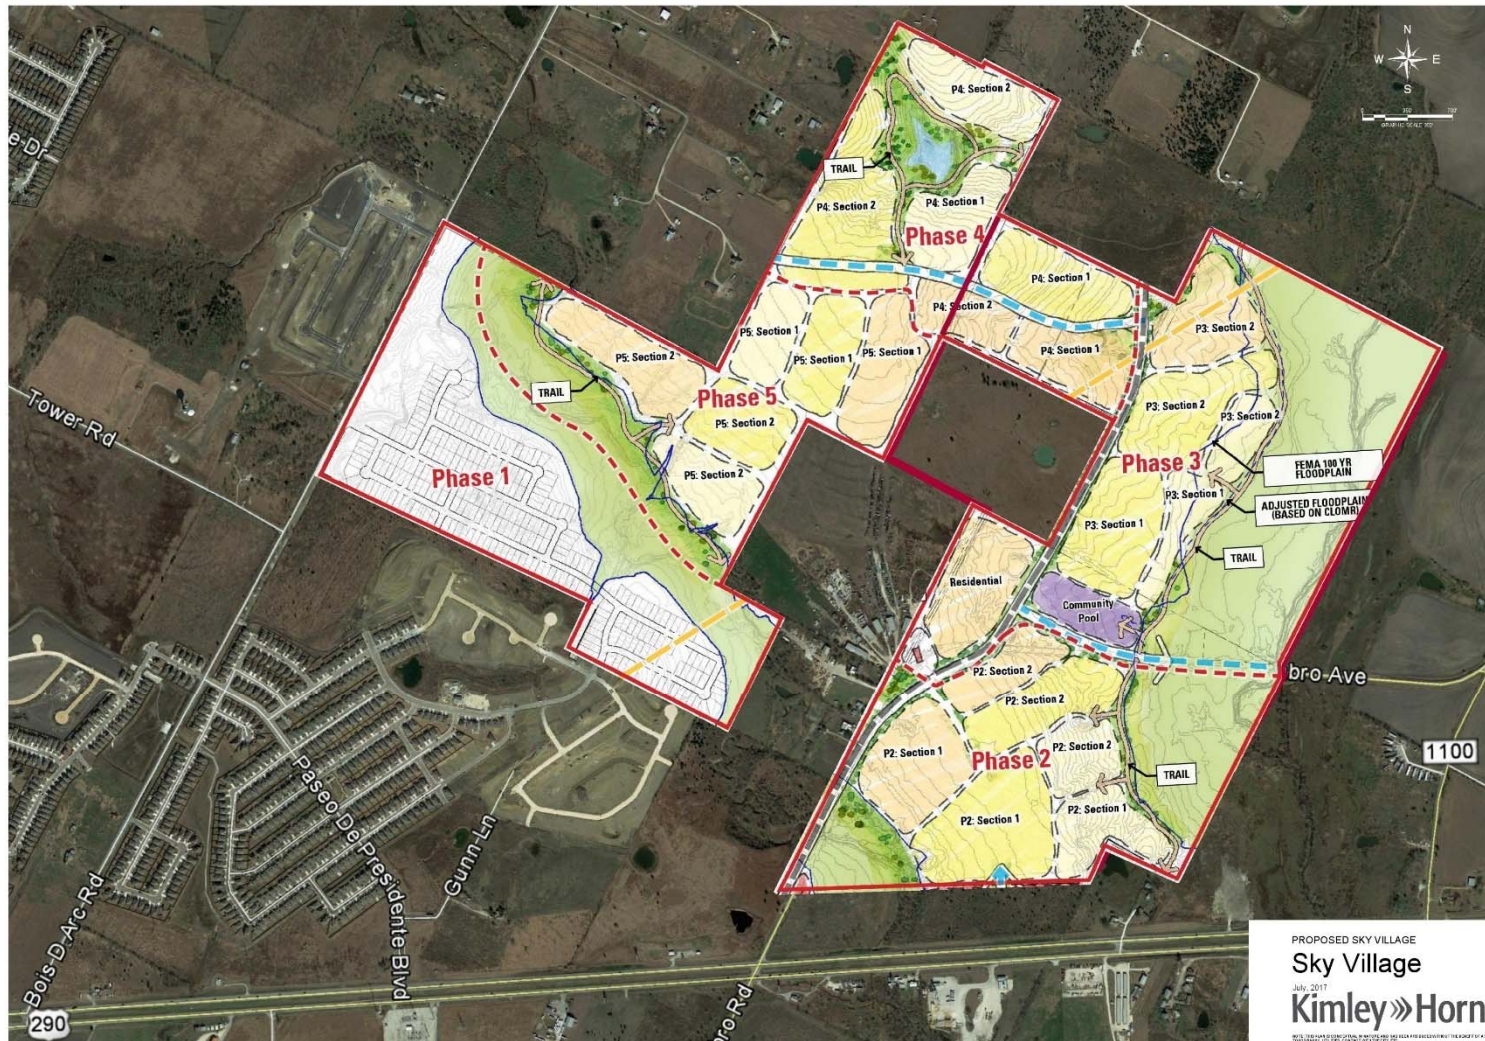 N
W E
S
GRAPHIC SCALE
e-Dr
P4: Section 2
TRAIL
P4: Section 2
P4: Section 1
Phase 4
P4: Section 1
P4: Section 2
P4: Section 1
P3: Section 2
P5: Section 1
P5: Section 1
P5: Section 1
P5: Section 2
TRAIL
Phase 5
P5: Section 2
P5: Section 2
Tower Rd
Phase 1
P3: Section 2
P3: Section 2
Phase 3
FEMA 100 YR
FLOODPLAIN
P3: Section 1
ADJUSTED FLOODPLAIN
(BASED ON CLOMR)
P3: Section 1
TRAIL
Residential
Community
Pool
bro Ave
P2: Section 2
P2: Section 2
P2: Section 1
P2: Section 2
Phase 2
TRAIL
1100
P2: Section 1
P2: Section 1
Paseo De Presidente Blvd
Gunn Ln
Bois D Arc Rd
290
bro Rd
PROPOSED SKY VILLAGE
Sky Village
July, 2017
Kimley»Horn